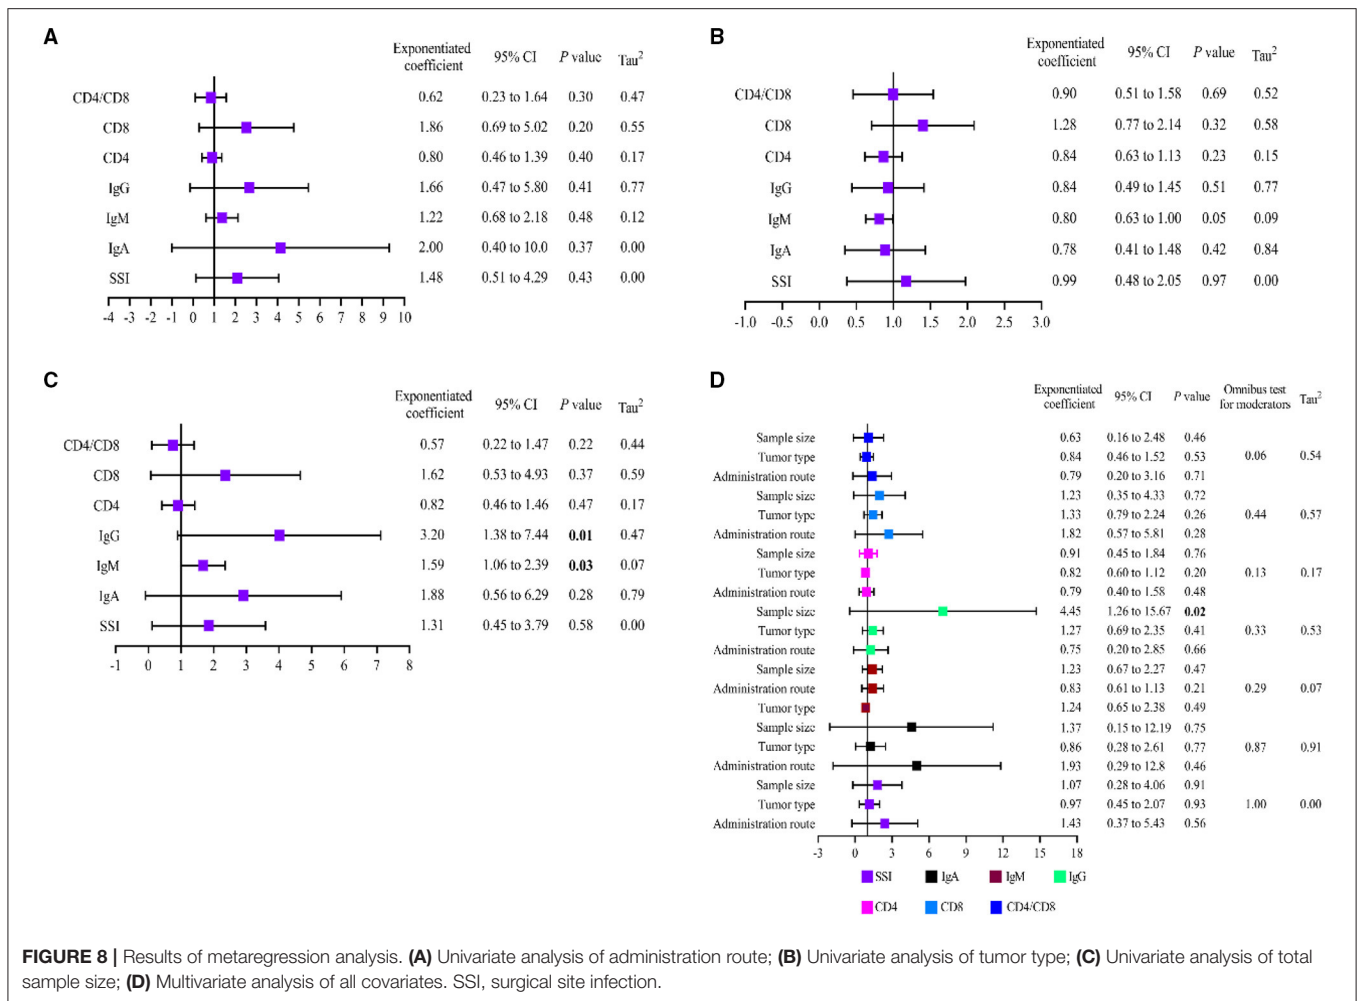 A
Exponentiated coefficient 95% CI P value Tau2
CD4/CD8 0.62 0.23 to 1.64 0.30 0.47
CD8 1.86 0.69 to 5.02 0.20 0.55
CD4 0.80 0.46 to 1.39 0.40 0.17
IgG 1.66 0.47 to 5.80 0.41 0.77
IgM 1.22 0.68 to 2.18 0.48 0.12
IgA 2.00 0.40 to 10.0 0.37 0.00
SSI 1.48 0.51 to 4.29 0.43 0.00
-4 -3 -2 -1 0 1 2 3 4 5 6 7 8 9 10
B
Exponentiated coefficient 95% CI P value Tau2
CD4/CD8 0.90 0.51 to 1.58 0.69 0.52
CD8 1.28 0.77 to 2.14 0.32 0.58
CD4 0.84 0.63 to 1.13 0.23 0.15
IgG 0.84 0.49 to 1.45 0.51 0.77
IgM 0.80 0.63 to 1.00 0.05 0.09
IgA 0.78 0.41 to 1.48 0.42 0.84
SSI 0.99 0.48 to 2.05 0.97 0.00
-1.0 -0.5 0.0 0.5 1.0 1.5 2.0 2.5 3.0
C
Exponentiated coefficient 95% CI P value Tau2
CD4/CD8 0.57 0.22 to 1.47 0.22 0.44
CD8 1.62 0.53 to 4.93 0.37 0.59
CD4 0.82 0.46 to 1.46 0.47 0.17
IgG 3.20 1.38 to 7.44 0.01 0.47
IgM 1.59 1.06 to 2.39 0.03 0.07
IgA 1.88 0.56 to 6.29 0.28 0.79
SSI 1.31 0.45 to 3.79 0.58 0.00
-1 0 1 2 3 4 5 6 7 8
D
Exponentiated coefficient 95% CI P value Omnibus test for moderators Tau2
Sample size 0.63 0.16 to 2.48 0.46
Tumor type 0.84 0.46 to 1.52 0.53 0.06 0.54
Administration route 0.79 0.20 to 3.16 0.71
Sample size 1.23 0.35 to 4.33 0.72
Tumor type 1.33 0.79 to 2.24 0.26 0.44 0.57
Administration route 1.82 0.57 to 5.81 0.28
Sample size 0.91 0.45 to 1.84 0.76
Tumor type 0.82 0.60 to 1.12 0.20 0.13 0.17
Administration route 0.79 0.40 to 1.58 0.48
Sample size 4.45 1.26 to 15.67 0.02
Tumor type 1.27 0.69 to 2.35 0.41 0.33 0.53
Administration route 0.75 0.20 to 2.85 0.66
Sample size 1.23 0.67 to 2.27 0.47
Administration route 0.83 0.61 to 1.13 0.21 0.29 0.07
Tumor type 1.24 0.65 to 2.38 0.49
Sample size 1.37 0.15 to 12.19 0.75
Tumor type 0.86 0.28 to 2.61 0.77 0.87 0.91
Administration route 1.93 0.29 to 12.8 0.46
Sample size 1.07 0.28 to 4.06 0.91
Tumor type 0.97 0.45 to 2.07 0.93 1.00 0.00
Administration route 1.43 0.37 to 5.43 0.56
-3 0 3 6 9 12 15 18
SSI IgA IgM IgG
CD4 CD8 CD4/CD8
FIGURE 8 | Results of metaregression analysis. (A) Univariate analysis of administration route; (B) Univariate analysis of tumor type; (C) Univariate analysis of total
sample size; (D) Multivariate analysis of all covariates. SSI, surgical site infection.